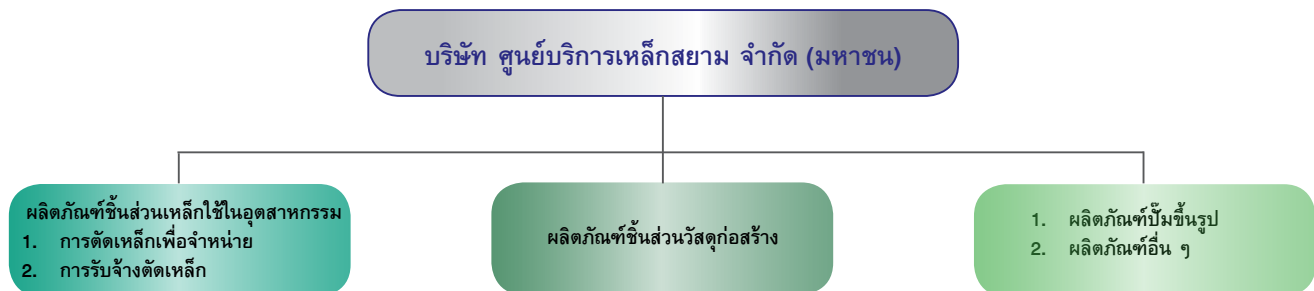 บริษัท ศูนย์บริการเหล็กสยาม จำกัด (มหาชน)
ผลิตภัณฑ์ชิ้นส่วนเหล็กใช้ในอุตสาหกรรม
1. การตัดเหล็กเพื่อจำหน่าย
2. การรับจ้างตัดเหล็ก
ผลิตภัณฑ์ชิ้นส่วนวัสดุก่อสร้าง
1. ผลิตภัณฑ์ปั๊มขึ้นรูป
2. ผลิตภัณฑ์อื่น ๆ